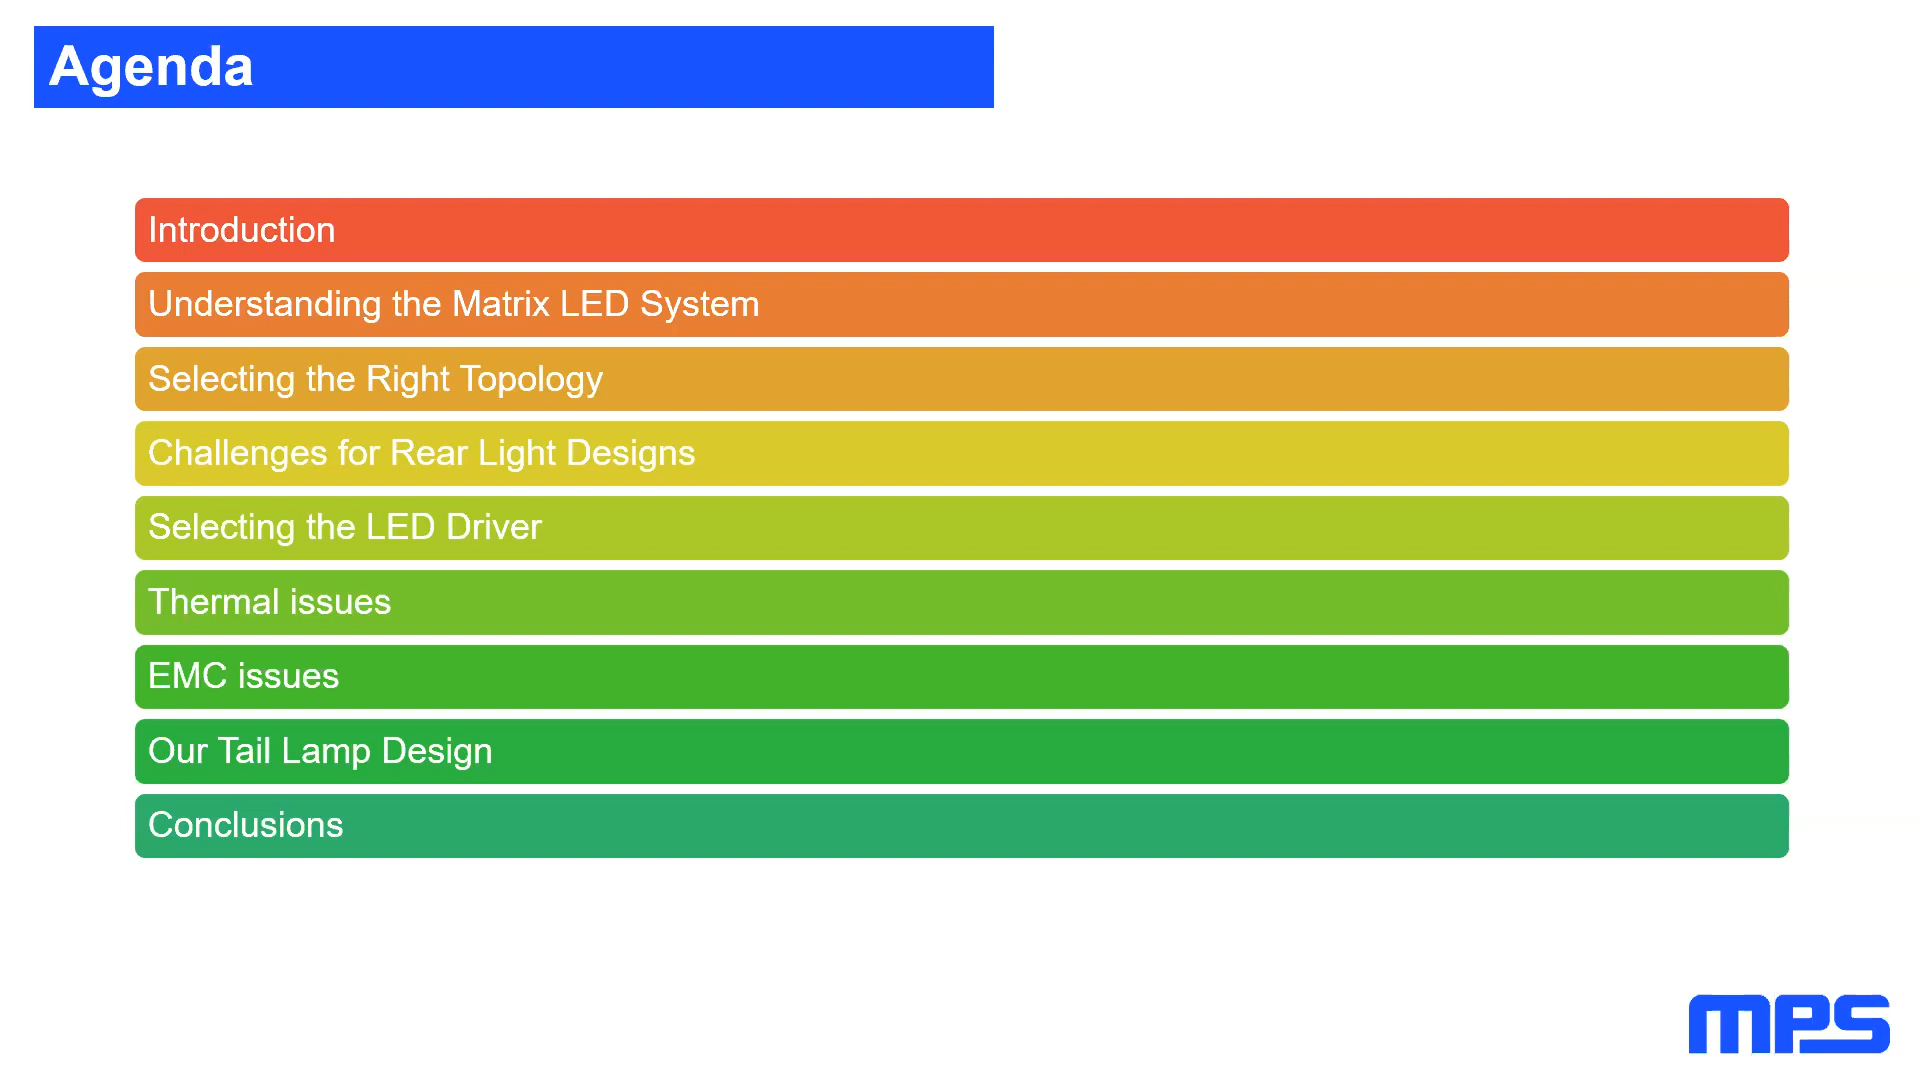 Agenda
Introduction
Understanding the Matrix LED System
Selecting the Right Topology
Challenges for Rear Light Designs
Selecting the LED Driver
Thermal issues
EMC issues
Our Tail Lamp Design
Conclusions
mPS